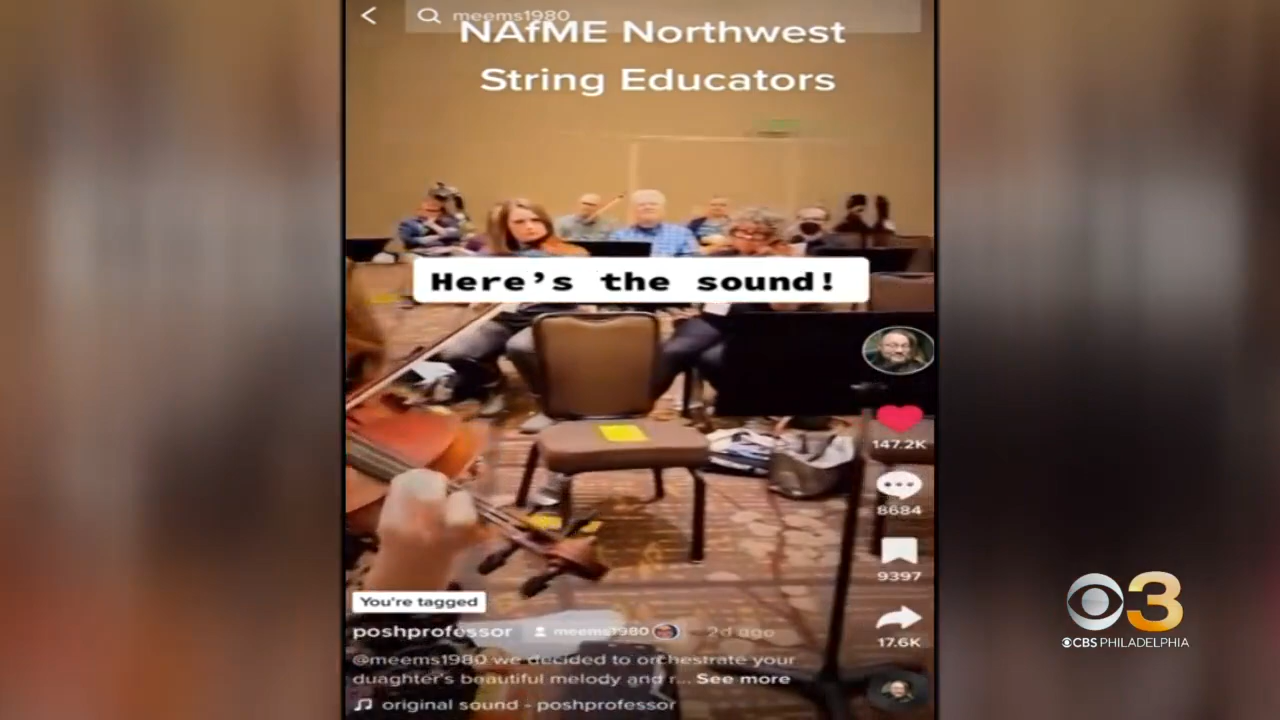 meems1980
NAfME Northwest
String Educators
Here's the sound!
147.2K
8684
9397
17.6K
You're tagged
poshprofessor meems1980 2d ago
@meems1980 we decided to orchestrate your
duaghter's beautiful melody and r... See more
original sound - poshprofessor
3
CBS PHILADELPHIA